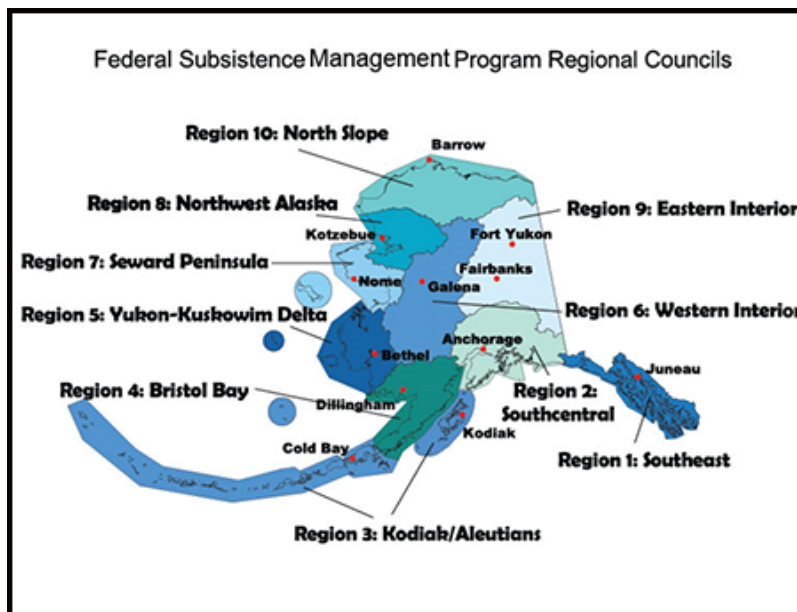 Federal Subsistence Management Program Regional Councils
Region 10: North Slope
Barrow
Region 8: Northwest Alaska
Region 9: Eastern Interior
Kotzebue
Fort Yukon
Region 7: Seward Peninsula
Nome
Galena
Fairbanks
Region 5: Yukon-Kuskowim Delta
Region 6: Western Interior
Anchorage
Bethel
Juneau
Region 4: Bristol Bay
Dillingham
Region 2:
Southcentral
Kodiak
Cold Bay
Region 1: Southeast
Region 3: Kodiak/Aleutians